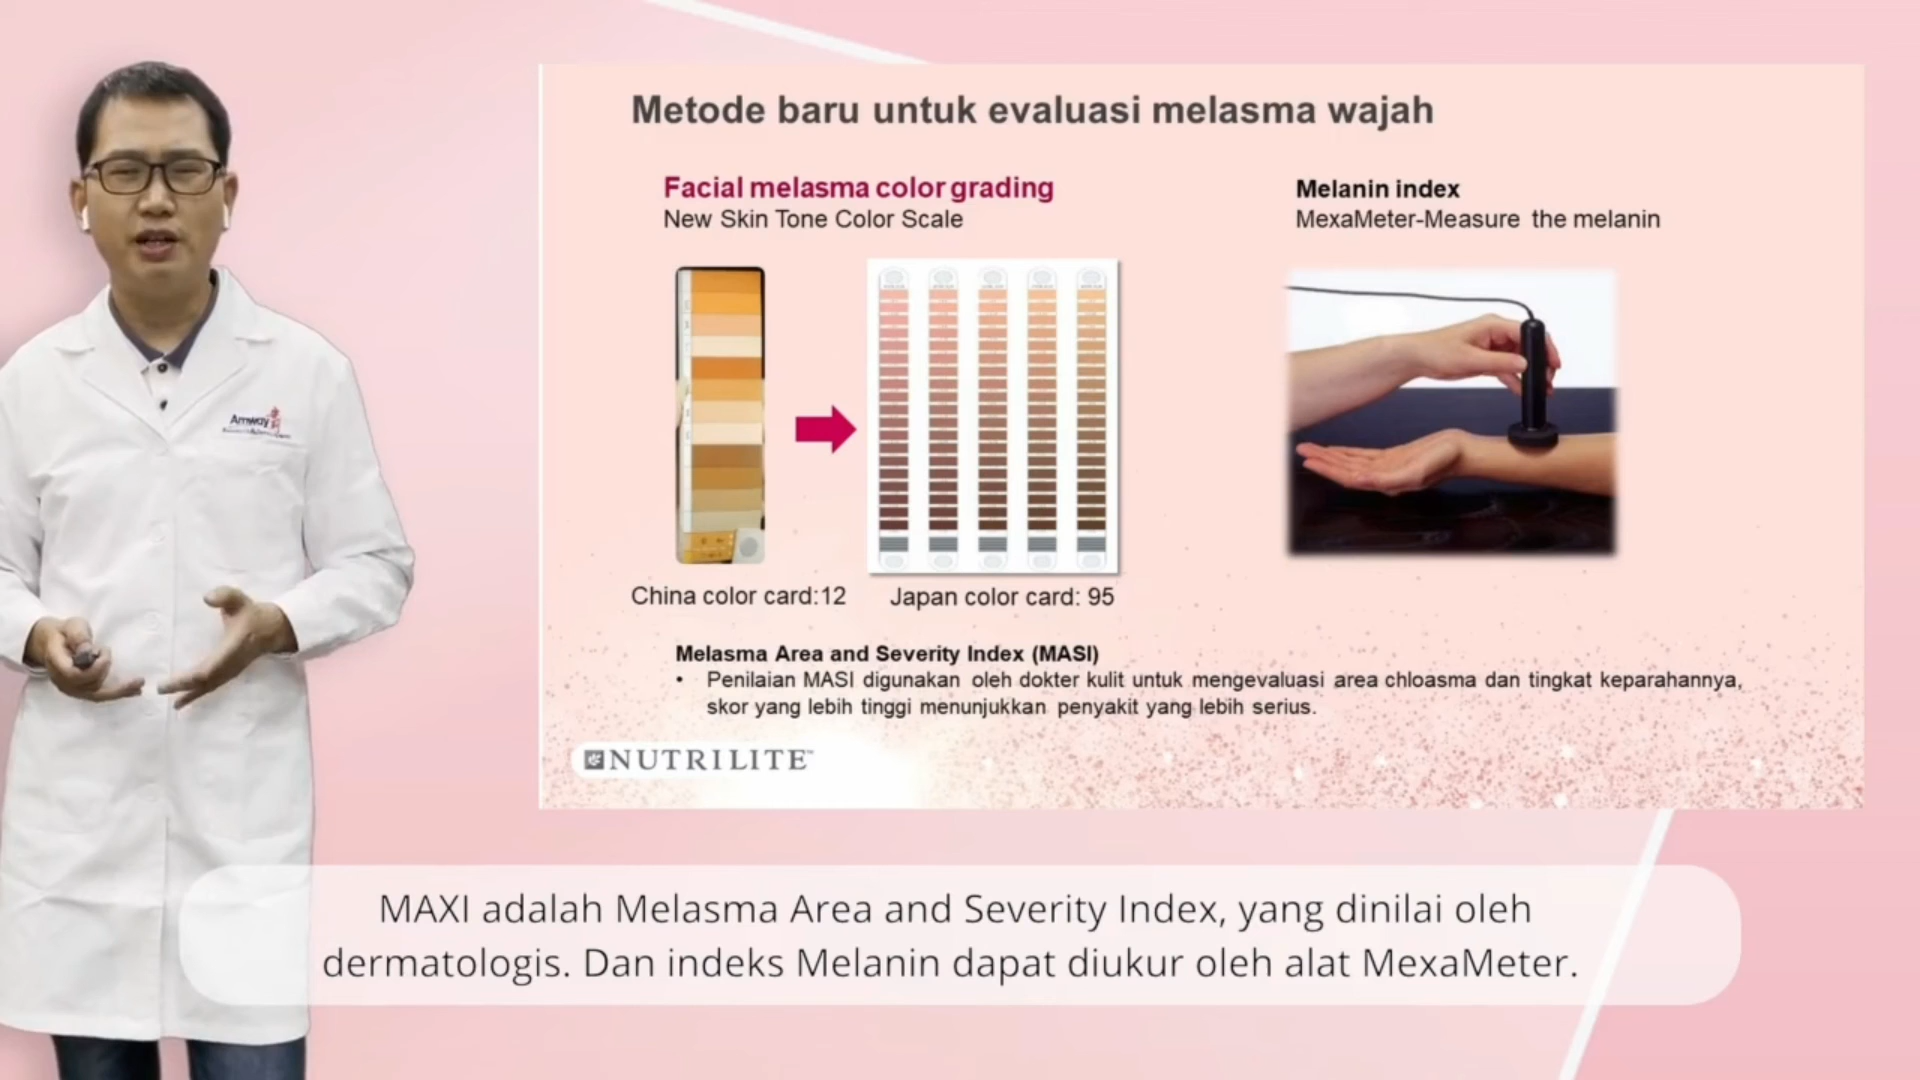 Metode baru untuk evaluasi melasma wajah
Facial melasma color grading
New Skin Tone Color Scale
Melanin index
MexaMeter-Measure the melanin
Amway
China color card:12
Japan color card: 95
Melasma Area and Severity Index (MASI)
• Penilaian MASI digunakan oleh dokter kulit untuk mengevaluasi area chloasma dan tingkat keparahannya,
skor yang lebih tinggi menunjukkan penyakit yang lebih serius.
NUTRILITE™
MAXI adalah Melasma Area and Severity Index, yang dinilai oleh
dermatologis. Dan indeks Melanin dapat diukur oleh alat MexaMeter.